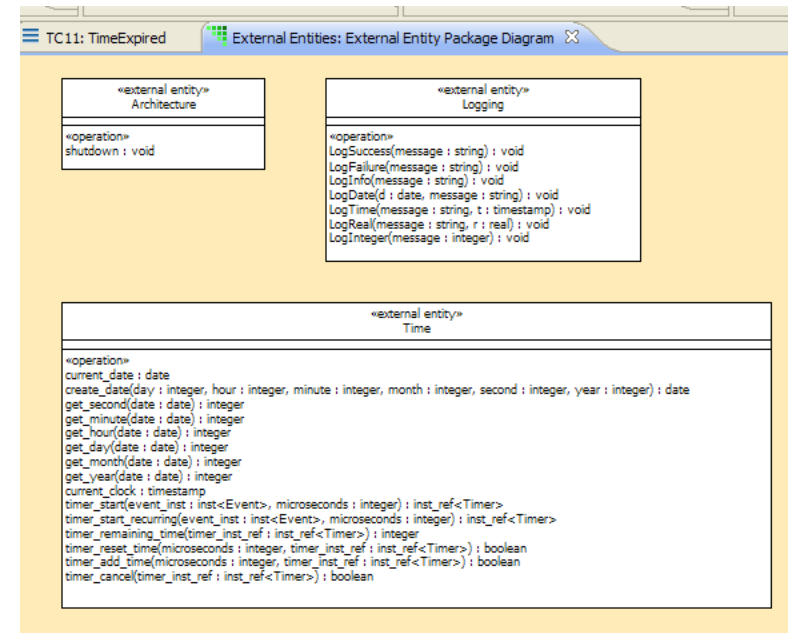 TC11: TimeExpired
External Entities: External Entity Package Diagram
«external entity»
Architecture
«operation»
shutdown : void
«external entity»
Logging
«operation»
LogSuccess(message : string) : void
LogFailure(message : string) : void
LogInfo(message : string) : void
LogDate(d : date, message : string) : void
LogTime(message : string, t : timestamp) : void
LogReal(message : string, r : real) : void
LogInteger(message : integer) : void
«external entity»
Time
«operation»
current_date : date
create_date(day : integer, hour : integer, minute : integer, month : integer, second : integer, year : integer) : date
get_second(date : date) : integer
get_minute(date : date) : integer
get_hour(date : date) : integer
get_day(date : date) : integer
get_month(date : date) : integer
get_year(date : date) : integer
current_clock : timestamp
timer_start(event_inst : inst<Event>, microseconds : integer) : inst_ref<Timer>
timer_start_recurring(event_inst : inst<Event>, microseconds : integer) : inst_ref<Timer>
timer_remaining_time(timer_inst_ref : inst_ref<Timer>) : integer
timer_reset_time(microseconds : integer, timer_inst_ref : inst_ref<Timer>) : boolean
timer_add_time(microseconds : integer, timer_inst_ref : inst_ref<Timer>) : boolean
timer_cancel(timer_inst_ref : inst_ref<Timer>) : boolean